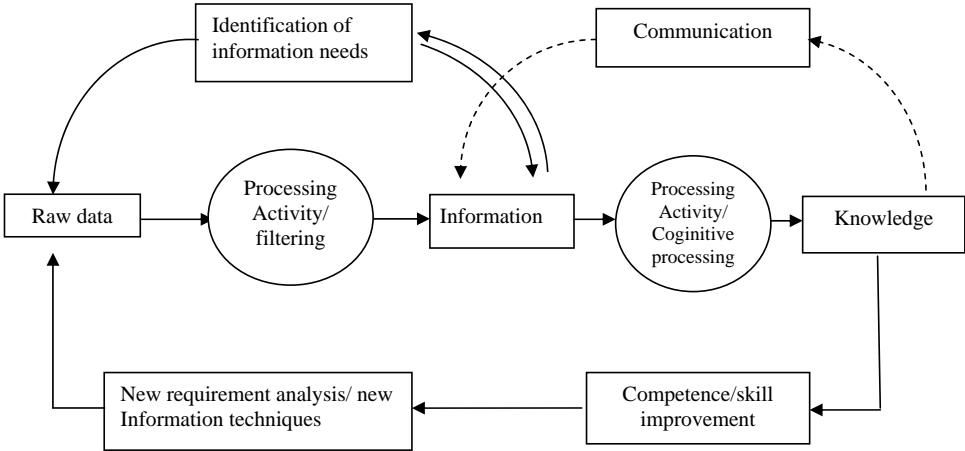 Identification of
information needs
Communication
Raw data
Processing
Activity/
filtering
Information
Processing
Activity/
Coginitive
processing
Knowledge
New requirement analysis/ new
Information techniques
Competence/skill
improvement